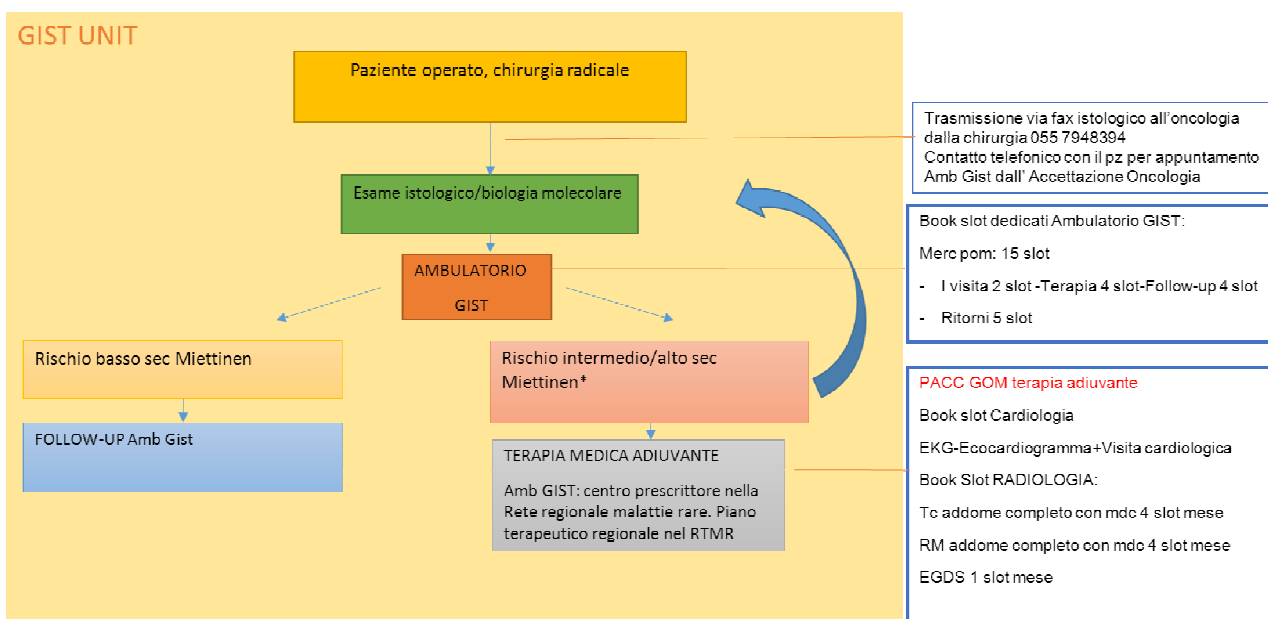 GIST UNIT
Paziente operato, chirurgia radicale
Trasmissione via fax istologico all'oncologia
dalla chirurgia 055 7948394
Contatto telefonico con il pz per appuntamento
Amb Gist dall' Accettazione Oncologia
Esame istologico/biologia molecolare
AMBULATORIO
GIST
Book slot dedicati Ambulatorio GIST:
Merc pom: 15 slot
- I visita 2 slot -Terapia 4 slot-Follow-up 4 slot
- Ritorni 5 slot
Rischio basso sec Miettinen
Rischio intermedio/alto sec
Miettinen*
FOLLOW-UP Amb Gist
TERAPIA MEDICA ADIUVANTE
Amb GIST: centro prescrittore nella
Rete regionale malattie rare. Piano
terapeutico regionale nel RTMR
PACC GOM terapia adiuvante
Book slot Cardiologia
EKG-Ecocardiogramma+Visita cardiologica
Book Slot RADIOLOGIA:
Tc addome completo con mdc 4 slot mese
RM addome completo con mdc 4 slot mese
EGDS 1 slot mese